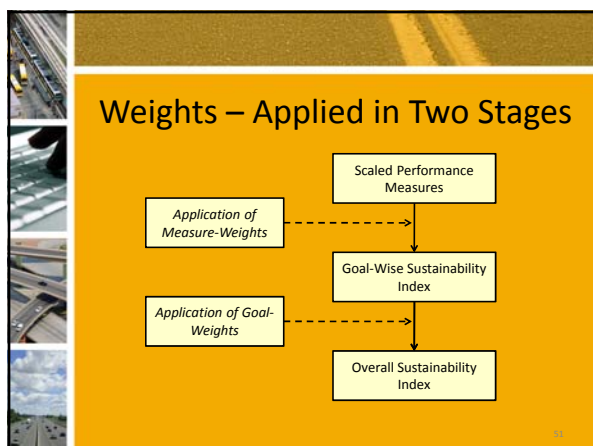 Weights – Applied in Two Stages
Scaled Performance
Measures
Application of
Measure-Weights
Goal-Wise Sustainability
Index
Application of Goal-
Weights
Overall Sustainability
Index
51